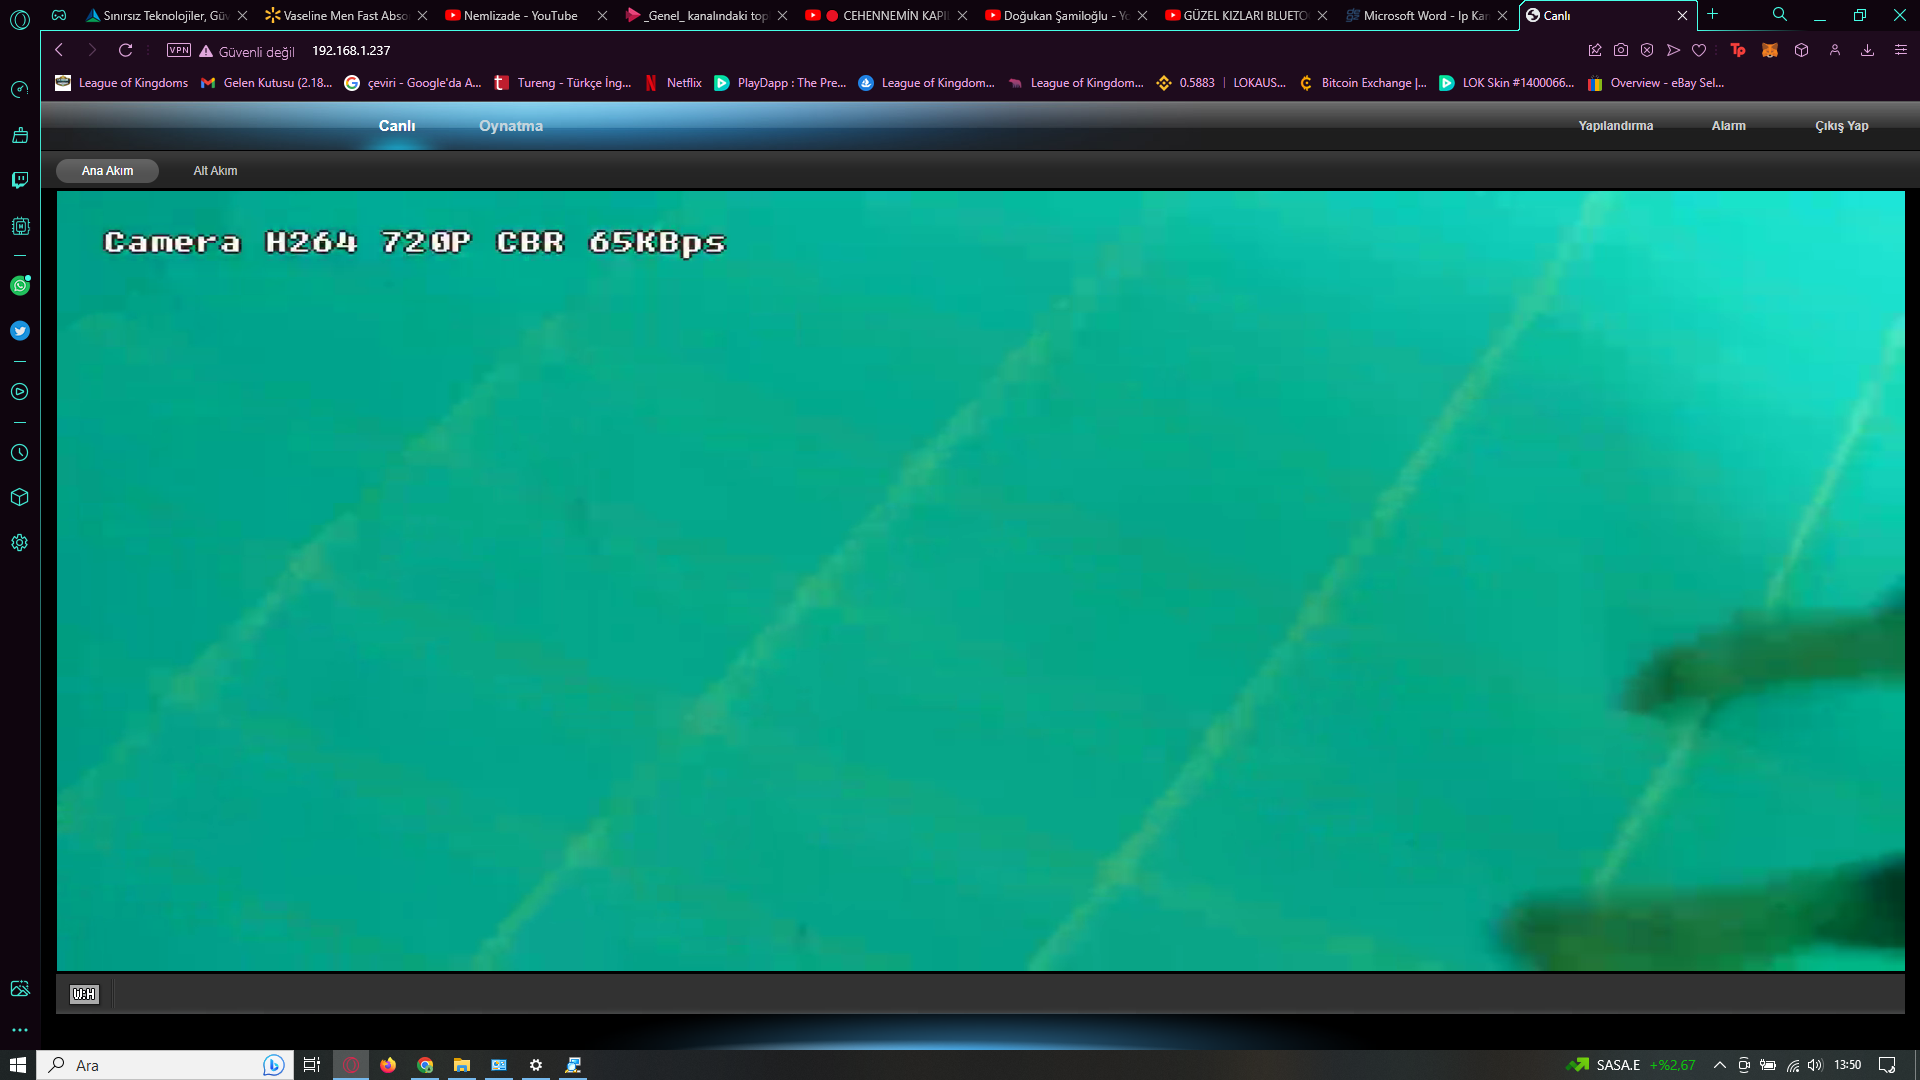 Sınırsız Teknolojiler, Güv
Vaseline Men Fast Abso
Nemlizade - YouTube
_Genel_ kanalındaki top
CEHENNEMİN KAPI
Doğukan Şamiloğlu - Yo
GÜZEL KIZLARI BLUETO
Microsoft Word - Ip Kam
Canlı
VPN
Güvenli değil
192.168.1.237
Tp
League of Kingdoms
Gelen Kutusu (2.18...
çeviri - Google'da A...
Tureng - Türkçe İng...
Netflix
PlayDapp : The Pre...
League of Kingdom...
League of Kingdom...
0.5883 | LOKAUS...
Bitcoin Exchange |...
LOK Skin #1400066...
Overview - eBay Sel...
Canlı
Oynatma
Yapılandırma
Alarm
Çıkış Yap
Ana Akım
Alt Akım
Camera H264 720P CBR 65KBps
W:H
Ara
SASA.E +%2,67
13:50